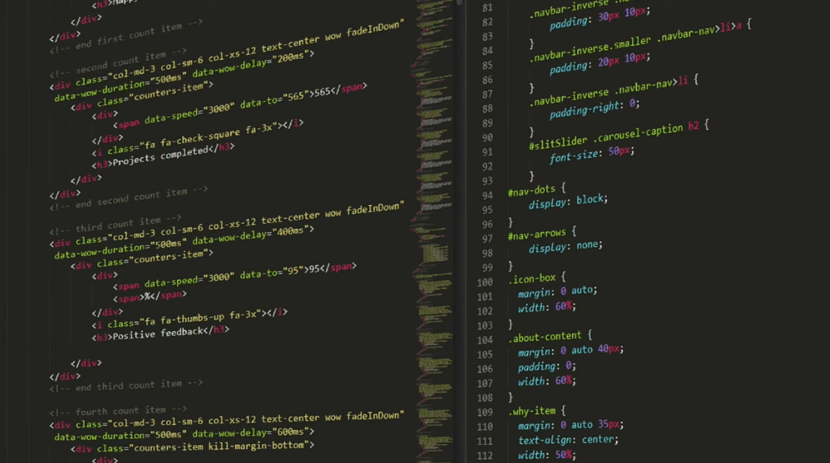 <h3>Happy
</div>
</div>
<!-- end first count item -->
<!-- second count item -->
<div class="col-md-3 col-sm-6 col-xs-12 text-center wow fadeInDown"
data-wow-duration="500ms" data-wow-delay="200ms">
<div class="counters-item">
<div>
<span data-speed="3000" data-to="565">565</span>
</div>
<i class="fa fa-check-square fa-3x"></i>
<h3>Projects completed</h3>
</div>
</div>
<!-- end second count item -->
<!-- third count item -->
<div class="col-md-3 col-sm-6 col-xs-12 text-center wow fadeInDown"
data-wow-duration="500ms" data-wow-delay="400ms">
<div class="counters-item">
<div>
<span data-speed="3000" data-to="95">95</span>
<span>%</span>
</div>
<i class="fa fa-thumbs-up fa-3x"></i>
<h3>Positive feedback</h3>
</div>
</div>
<!-- end third count item -->
<!-- fourth count item -->
<div class="col-md-3 col-sm-6 col-xs-12 text-center wow fadeInDown"
data-wow-duration="500ms" data-wow-delay="600ms">
<div class="counters-item kill-margin-bottom">
<div>
81 .navbar-inverse
82 padding: 30px 10px;
83 }
84 .navbar-inverse.smaller .navbar-nav>li>a {
85 padding: 20px 10px;
86 }
87 .navbar-inverse .navbar-nav>li {
88 padding-right: 0;
89
90 }
91 #slitSlider .carousel-caption h2 {
92 font-size: 50px;
93 }
94 #nav-dots {
95 display: block;
96 }
97 #nav-arrows {
98 display: none;
99 }
100 .icon-box {
101 margin: 0 auto;
102 width: 60%;
103 }
104 .about-content {
105 margin: 0 auto 40px;
106 padding: 0;
107 width: 60%;
108 }
109 .why-item {
110 margin: 0 auto 35px;
111 text-align: center;
112 width: 50%;